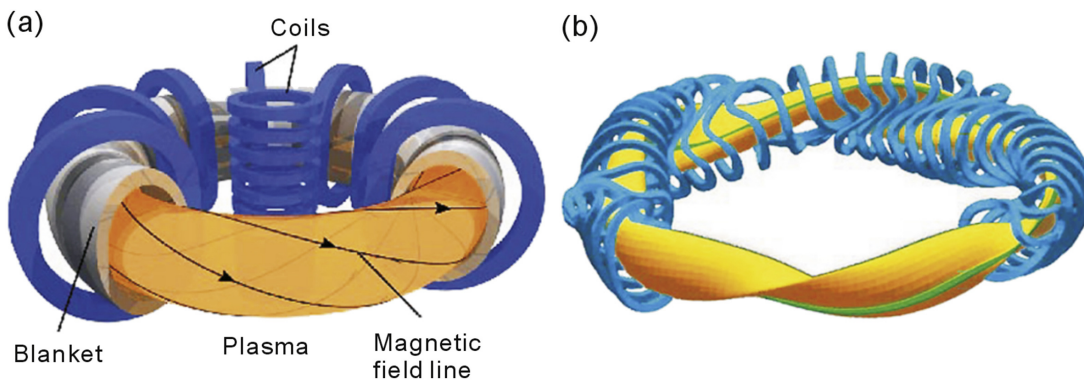 (a)
Coils
(b)
Blanket
Plasma
Magnetic
field line